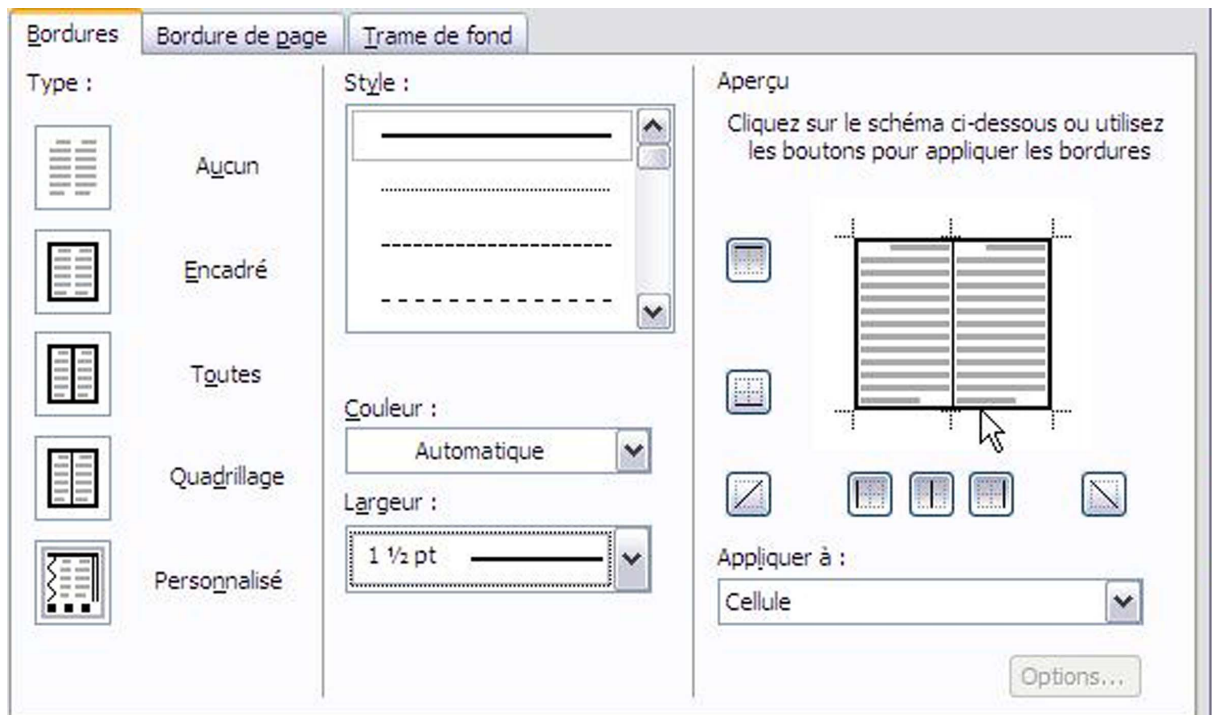 Bordures
Bordure de page
Trame de fond
Type :
Aucun
Encadré
Toutes
Quadrillage
Personnalisé
Style :
Couleur :
Automatique
Largeur :
1 ½ pt
Aperçu
Cliquez sur le schéma ci-dessous ou utilisez
les boutons pour appliquer les bordures
Appliquer à :
Cellule
Options...